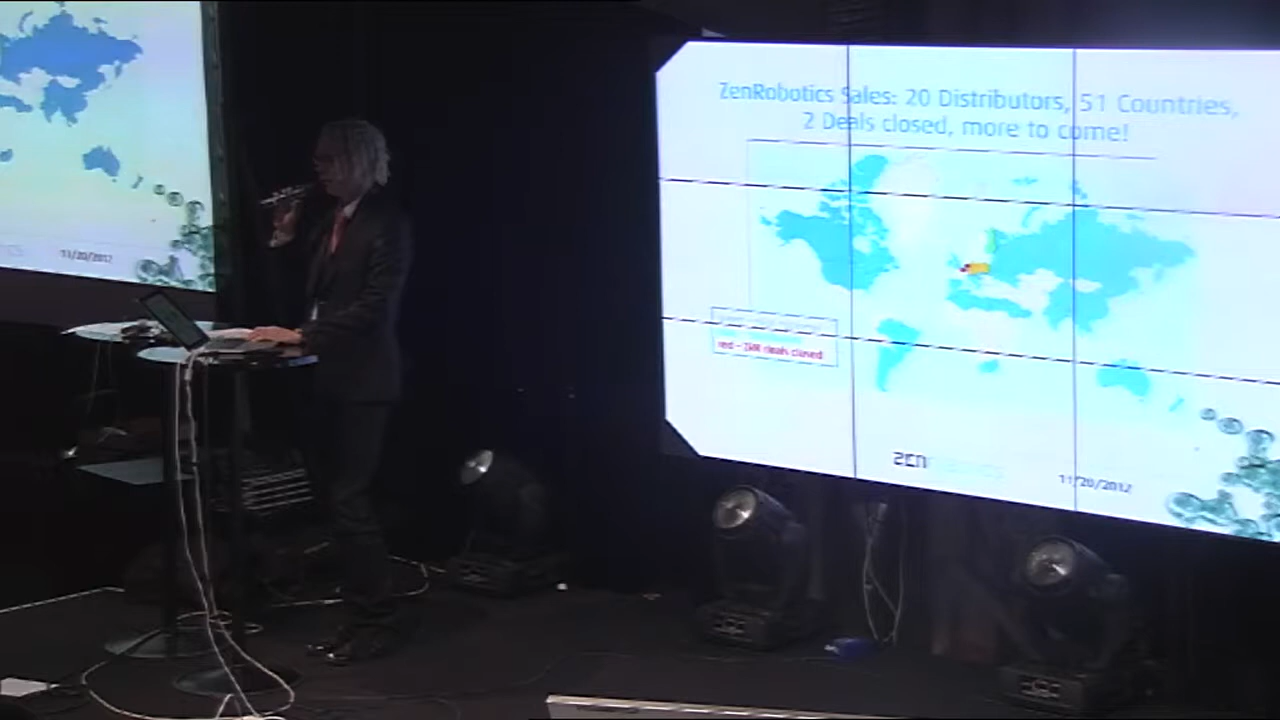 11/20/2012
ZenRobotics Sales: 20 Distributors, 51 Countries,
2 Deals closed, more to come!
red - ZRR deals closed
zenrobotics
11/20/2012